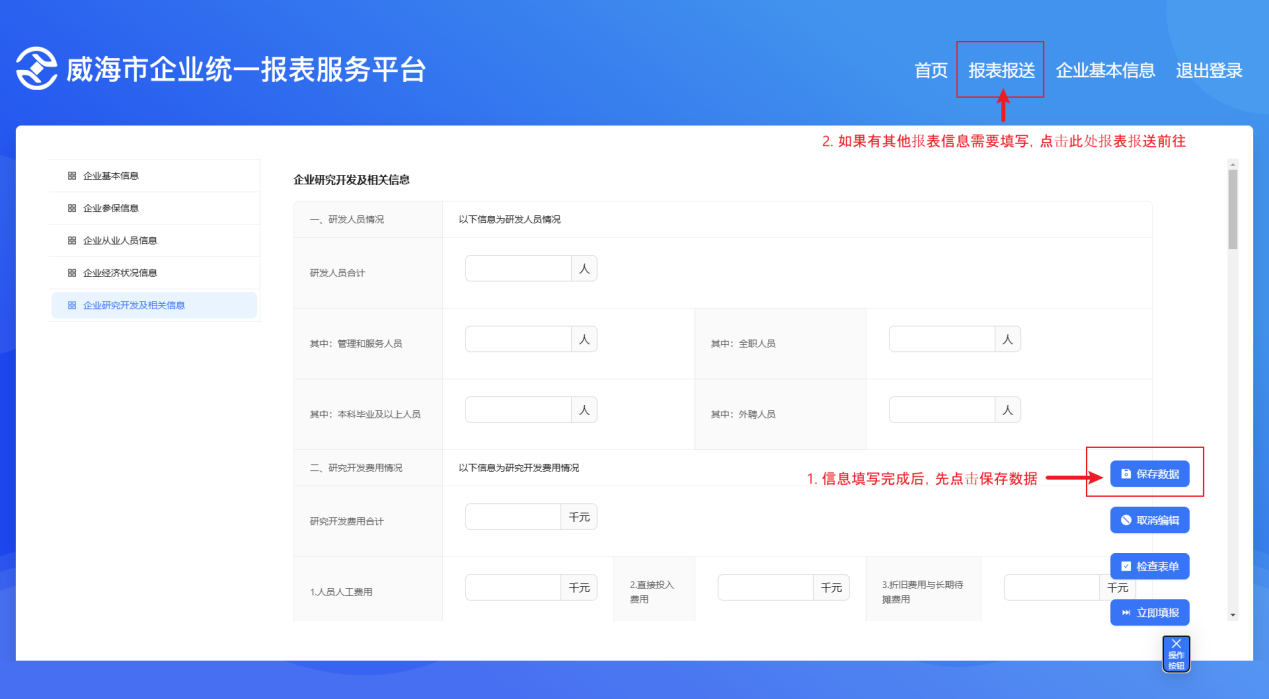 威海市企业统一报表服务平台
首页 报表报送 企业基本信息 退出登录
2. 如果有其他报表信息需要填写, 点击此处报表报送前往
企业基本信息
企业参保信息
企业从业人员信息
企业经济状况信息
企业研究开发及相关信息
企业研究开发及相关信息
一、研发人员情况 以下信息为研发人员情况
研发人员合计 人
其中：管理和服务人员 人 其中：全职人员 人
其中：本科毕业及以上人员 人 其中：外聘人员 人
二、研究开发费用情况 以下信息为研究开发费用情况
1. 信息填写完成后, 先点击保存数据
保存数据
研究开发费用合计 千元
取消编辑
检查表单
1.人员人工费用 千元 2.直接投入
费用 千元 3.折旧费用与长期待
摊费用 千元
立即填报
操作
按钮